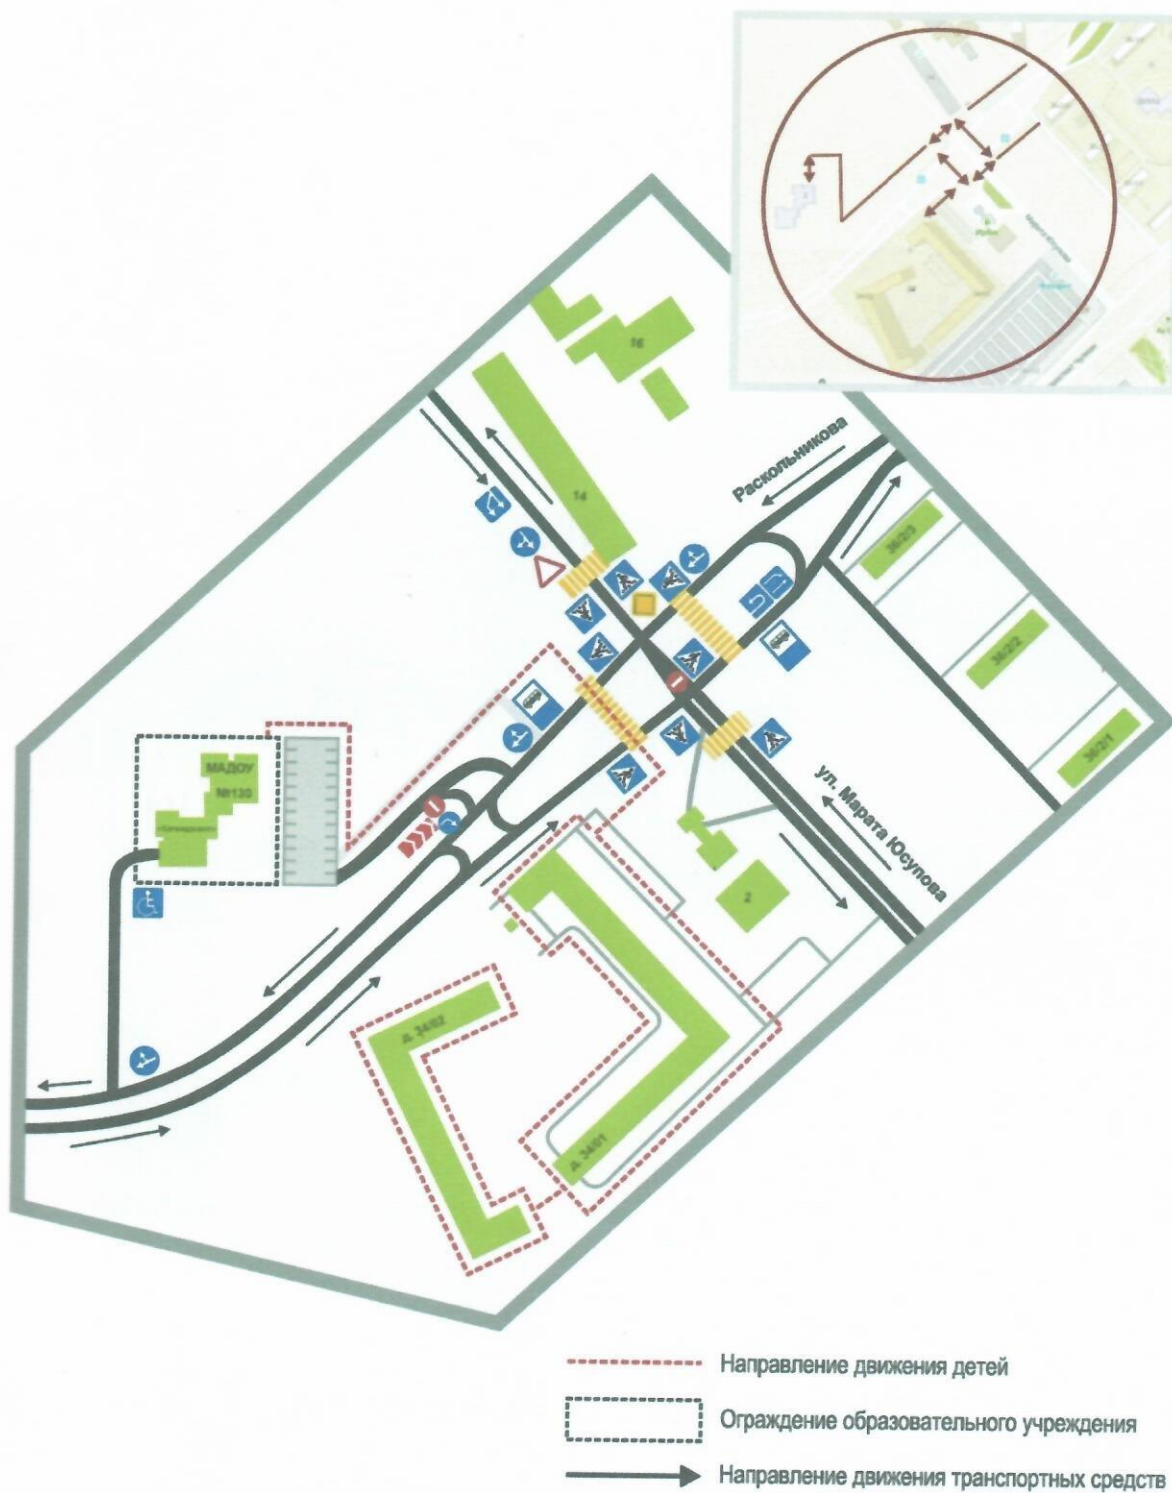 16
Раскольникова
14
36/2/3
36/2/2
36/2/1
МАДОУ
№130
ул. Марата Юсупова
2
д. 34/02
д. 34/01
Направление движения детей
Ограждение образовательного учреждения
Направление движения транспортных средств